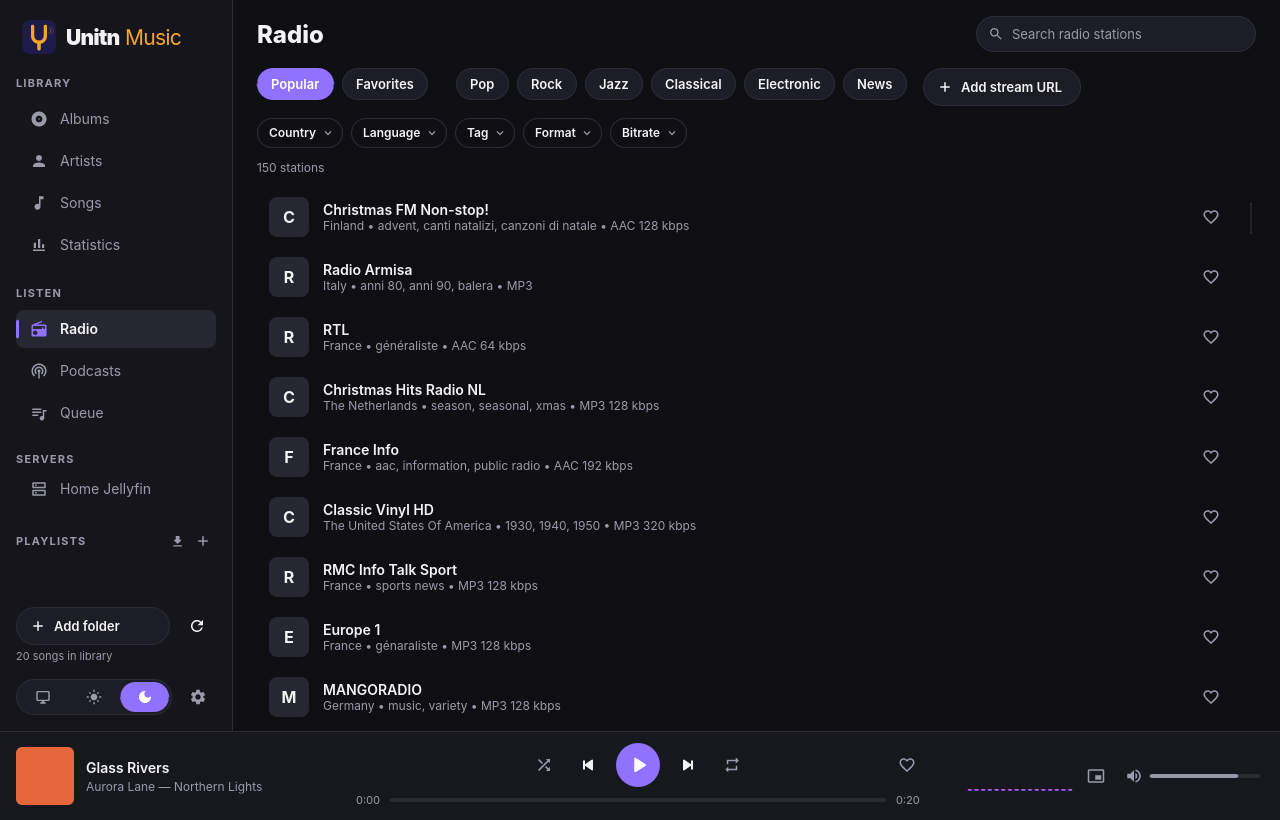 Unitn Music
LIBRARY
Albums
Artists
Songs
Statistics
LISTEN
Radio
Podcasts
Queue
SERVERS
Home Jellyfin
PLAYLISTS
Add folder
20 songs in library
Radio
Search radio stations
Popular Favorites Pop Rock Jazz Classical Electronic News Add stream URL
Country Language Tag Format Bitrate
150 stations
C
Christmas FM Non-stop!
Finland • advent, canti natalizi, canzoni di natale • AAC 128 kbps
R
Radio Armisa
Italy • anni 80, anni 90, balera • MP3
R
RTL
France • généraliste • AAC 64 kbps
C
Christmas Hits Radio NL
The Netherlands • season, seasonal, xmas • MP3 128 kbps
F
France Info
France • aac, information, public radio • AAC 192 kbps
C
Classic Vinyl HD
The United States Of America • 1930, 1940, 1950 • MP3 320 kbps
R
RMC Info Talk Sport
France • sports news • MP3 128 kbps
E
Europe 1
France • génaraliste • MP3 128 kbps
M
MANGORADIO
Germany • music, variety • MP3 128 kbps
Glass Rivers
Aurora Lane — Northern Lights
0:00 0:20